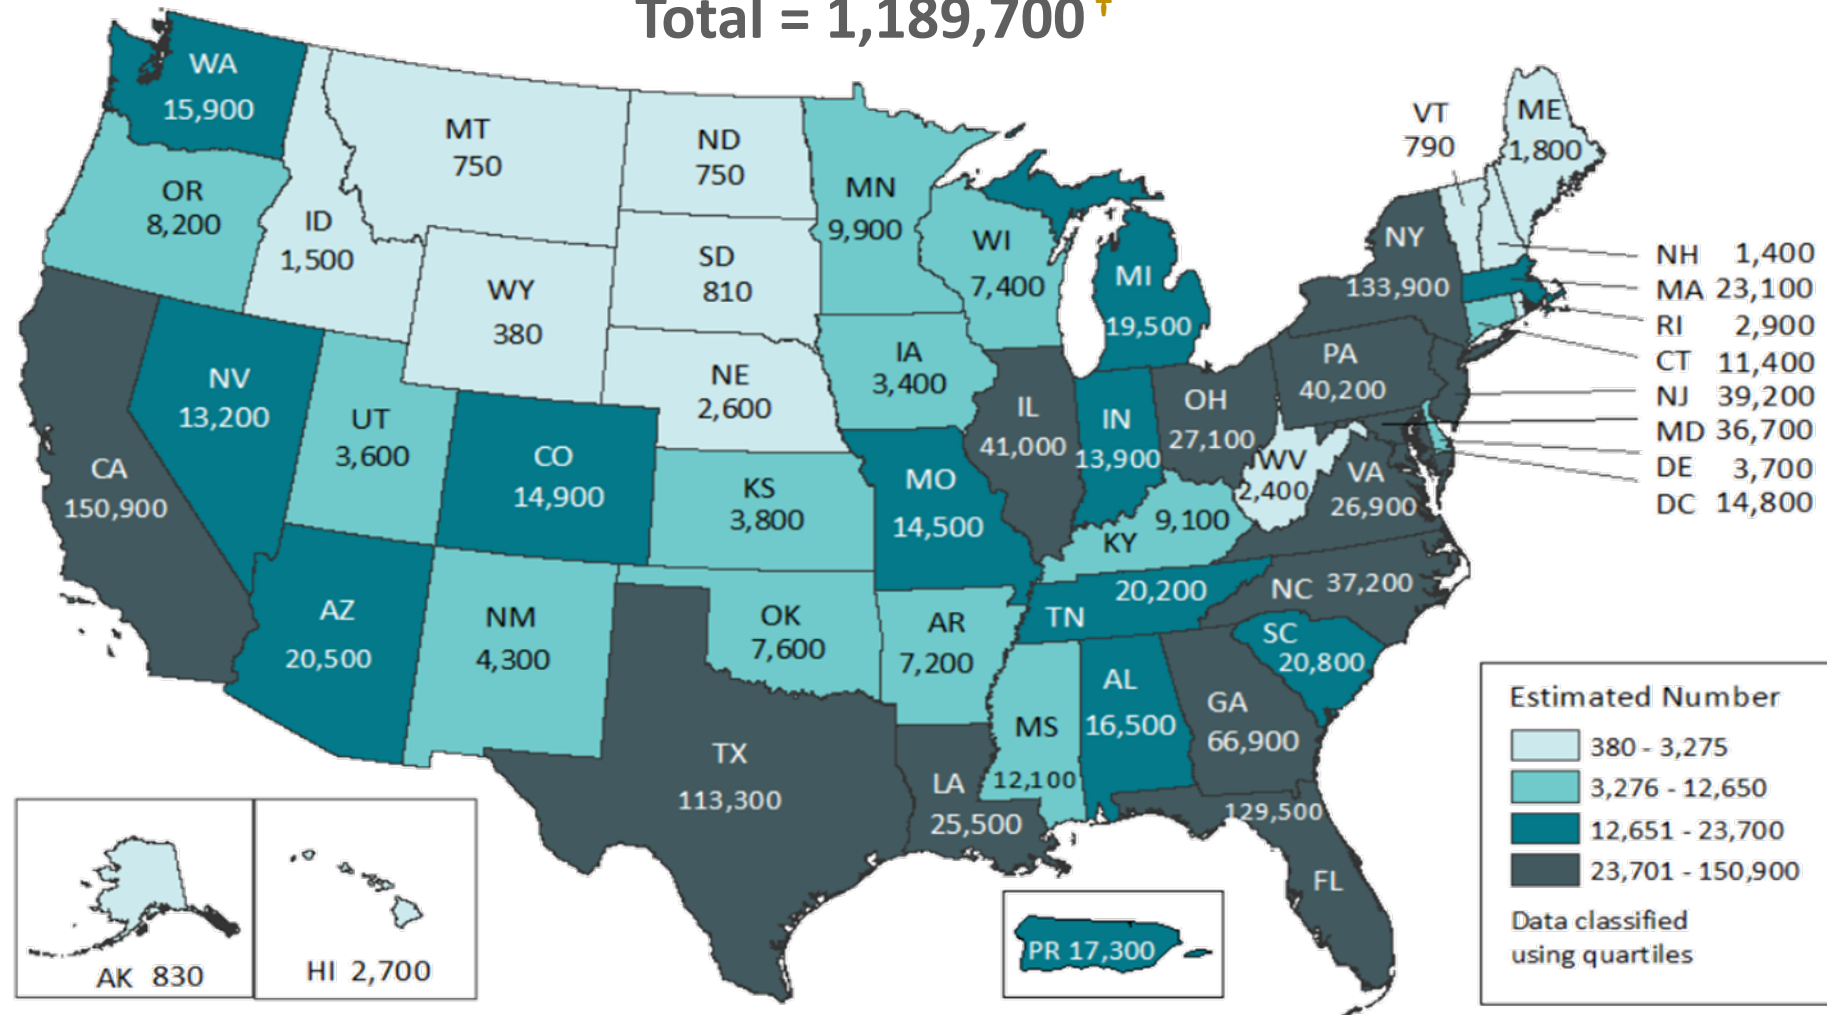 Total = 1,189,700†
WA
15,900
OR
8,200
ID
1,500
MT
750
ND
750
SD
810
WY
380
NE
2,600
MN
9,900
WI
7,400
MI
19,500
IA
3,400
NV
13,200
UT
3,600
CO
14,900
CA
150,900
KS
3,800
MO
14,500
IL
41,000
IN
13,900
OH
27,100
PA
40,200
NY
133,900
VT
790
ME
1,800
NH 1,400
MA 23,100
RI 2,900
CT 11,400
NJ 39,200
MD 36,700
DE 3,700
DC 14,800
WV
2,400
VA
26,900
9,100
KY
NC 37,200
20,200
TN
SC
20,800
AZ
20,500
NM
4,300
OK
7,600
AR
7,200
TX
113,300
LA
25,500
MS
12,100
AL
16,500
GA
66,900
129,500
FL
AK 830
HI 2,700
PR 17,300
Estimated Number
380 - 3,275
3,276 - 12,650
12,651 - 23,700
23,701 - 150,900
Data classified
using quartiles